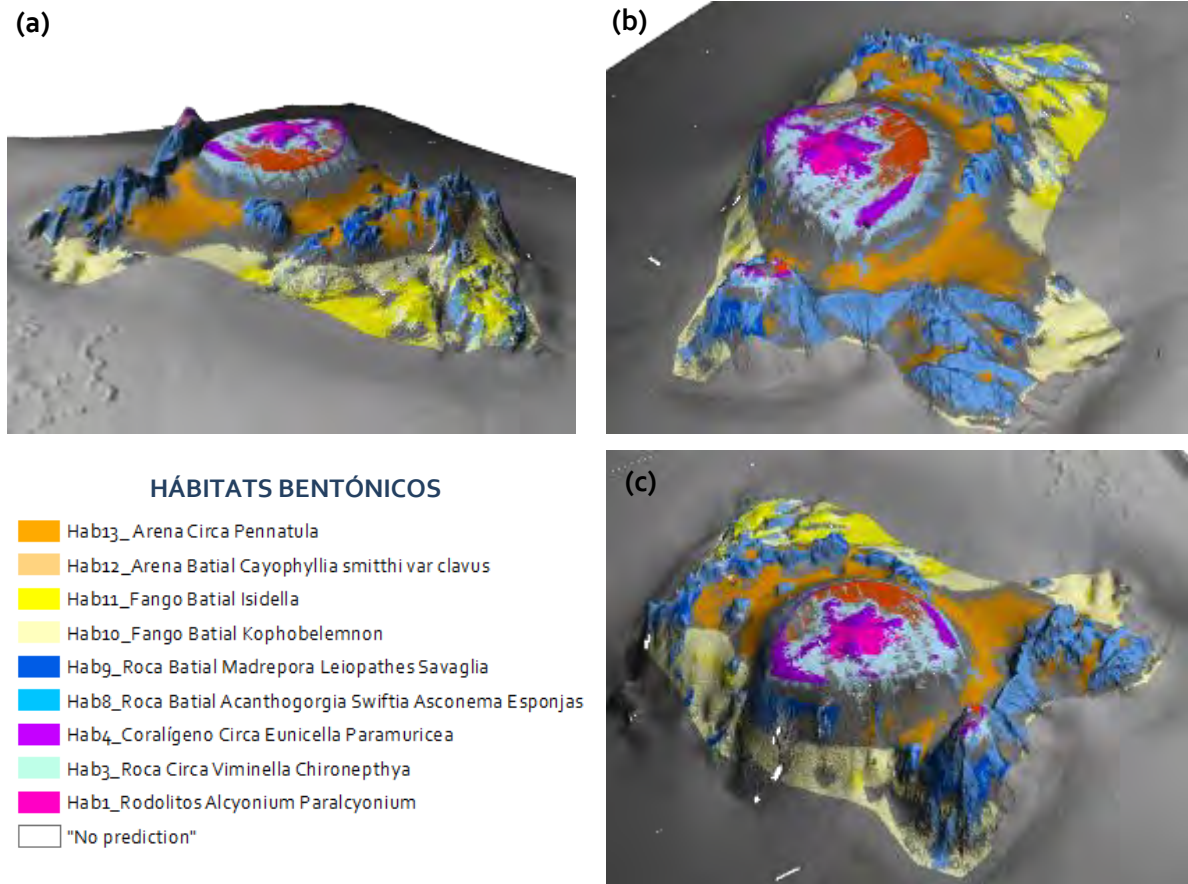 (a)
(b)
HÁBITATS BENTÓNICOS
Hab13_Arena Circa Pennatula
Hab12_Arena Batial Cayophyllia smitthi var clavus
Hab11_Fango Batial Isidella
Hab10_Fango Batial Kophobelemnon
Hab9_Roca Batial Madrepora Leiopathes Savaglia
Hab8_Roca Batial Acanthogorgia Swiftia Asconema Esponjas
Hab4_Coralígeno Circa Eunicella Paramuricea
Hab3_Roca Circa Viminella Chironepthya
Hab1_Rodolitos Alcyonium Paralcyonium
"No prediction"
(c)